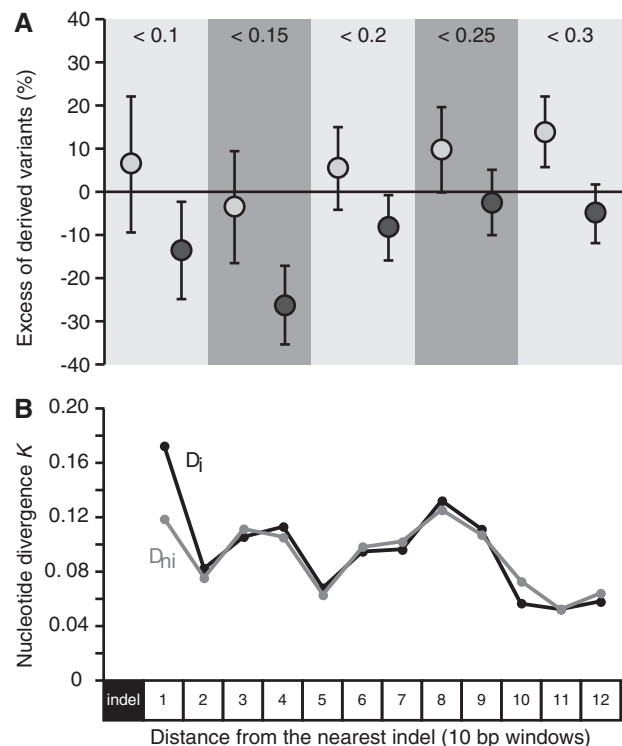 A
40
30
20
10
0
-10
-20
-30
-40
Excess of derived variants (%)
< 0.1
< 0.15
< 0.2
< 0.25
< 0.3
B
0.20
0.16
0.12
0.08
0.04
0
Nucleotide divergence K
Di
Dni
indel 1 2 3 4 5 6 7 8 9 10 11 12
Distance from the nearest indel (10 bp windows)